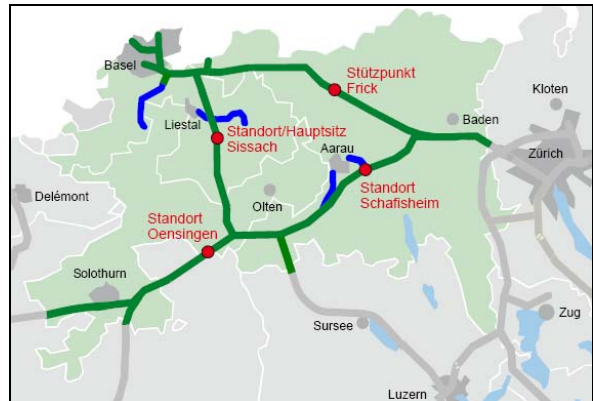 Basel
Stützpunkt
Frick
Kloten
Baden
Liestal
Standort/Hauptsitz
Sissach
Aarau
Zürich
Delémont
Standort
Schafisheim
Olten
Standort
Oensingen
Solothurn
Sursee
Zug
Luzern